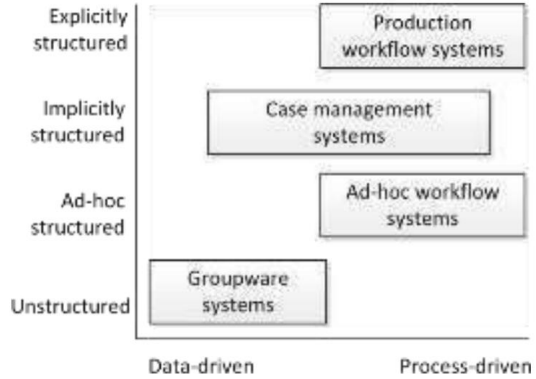 Explicitly
structured
Production
workflow systems
Implicitly
structured
Case management
systems
Ad-hoc
structured
Ad-hoc workflow
systems
Unstructured
Groupware
systems
Data-driven
Process-driven